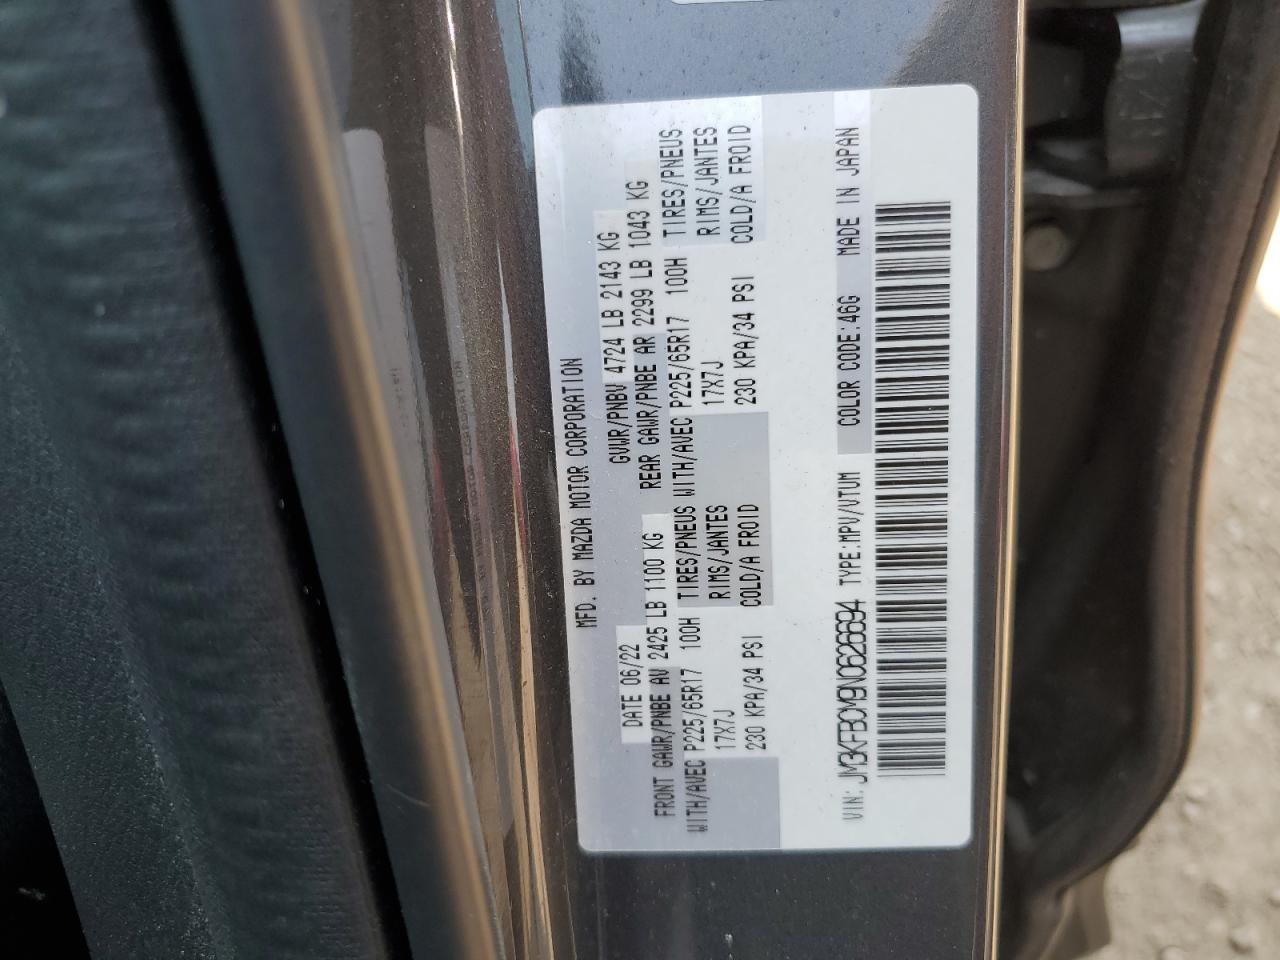 MFD. BY MAZDA MOTOR CORPORATION
DATE 06/22 GVWR/PNBV 4724 LB 2143 KG
FRONT GAWR/PNBE AV 2425 LB 1100 KG REAR GAWR/PNBE AR 2299 LB 1043 KG
WITH/AVEC P225/65R17 100H TIRES/PNEUS WITH/AVEC P225/65R17 100H TIRES/PNEUS
17X7J RIMS/JANTES 17X7J RIMS/JANTES
230 KPA/34 PSI COLD/A FROID 230 KPA/34 PSI COLD/A FROID
VIN: JM3KFBCM9N0626694 TYPE:MPV/VTUM COLOR CODE:46G MADE IN JAPAN